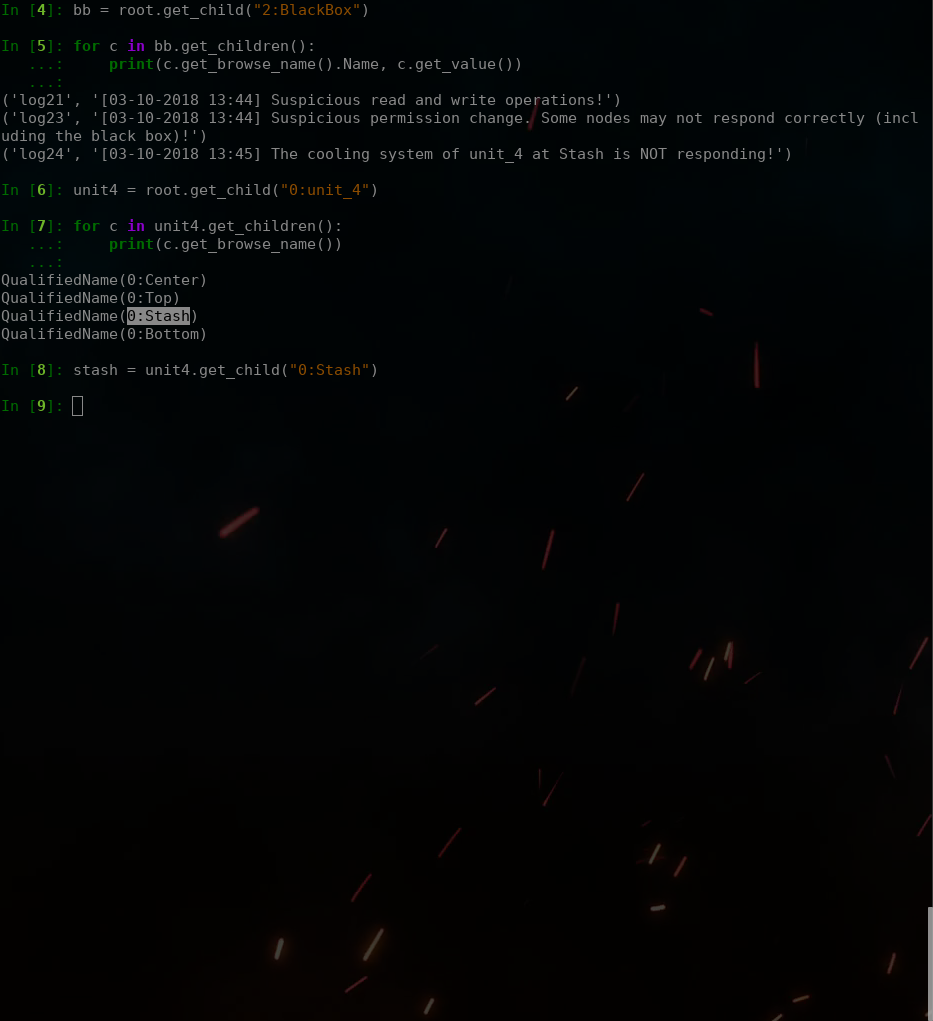 In [4]: bb = root.get_child("2:BlackBox")
In [5]: for c in bb.get_children():
   ...:     print(c.get_browse_name().Name, c.get_value())
   ...:
('log21', '[03-10-2018 13:44] Suspicious read and write operations!')
('log23', '[03-10-2018 13:44] Suspicious permission change. Some nodes may not respond correctly (incl
uding the black box)!')
('log24', '[03-10-2018 13:45] The cooling system of unit_4 at Stash is NOT responding!')
In [6]: unit4 = root.get_child("0:unit_4")
In [7]: for c in unit4.get_children():
   ...:     print(c.get_browse_name())
   ...:
QualifiedName(0:Center)
QualifiedName(0:Top)
QualifiedName(0:Stash)
QualifiedName(0:Bottom)
In [8]: stash = unit4.get_child("0:Stash")
In [9]: